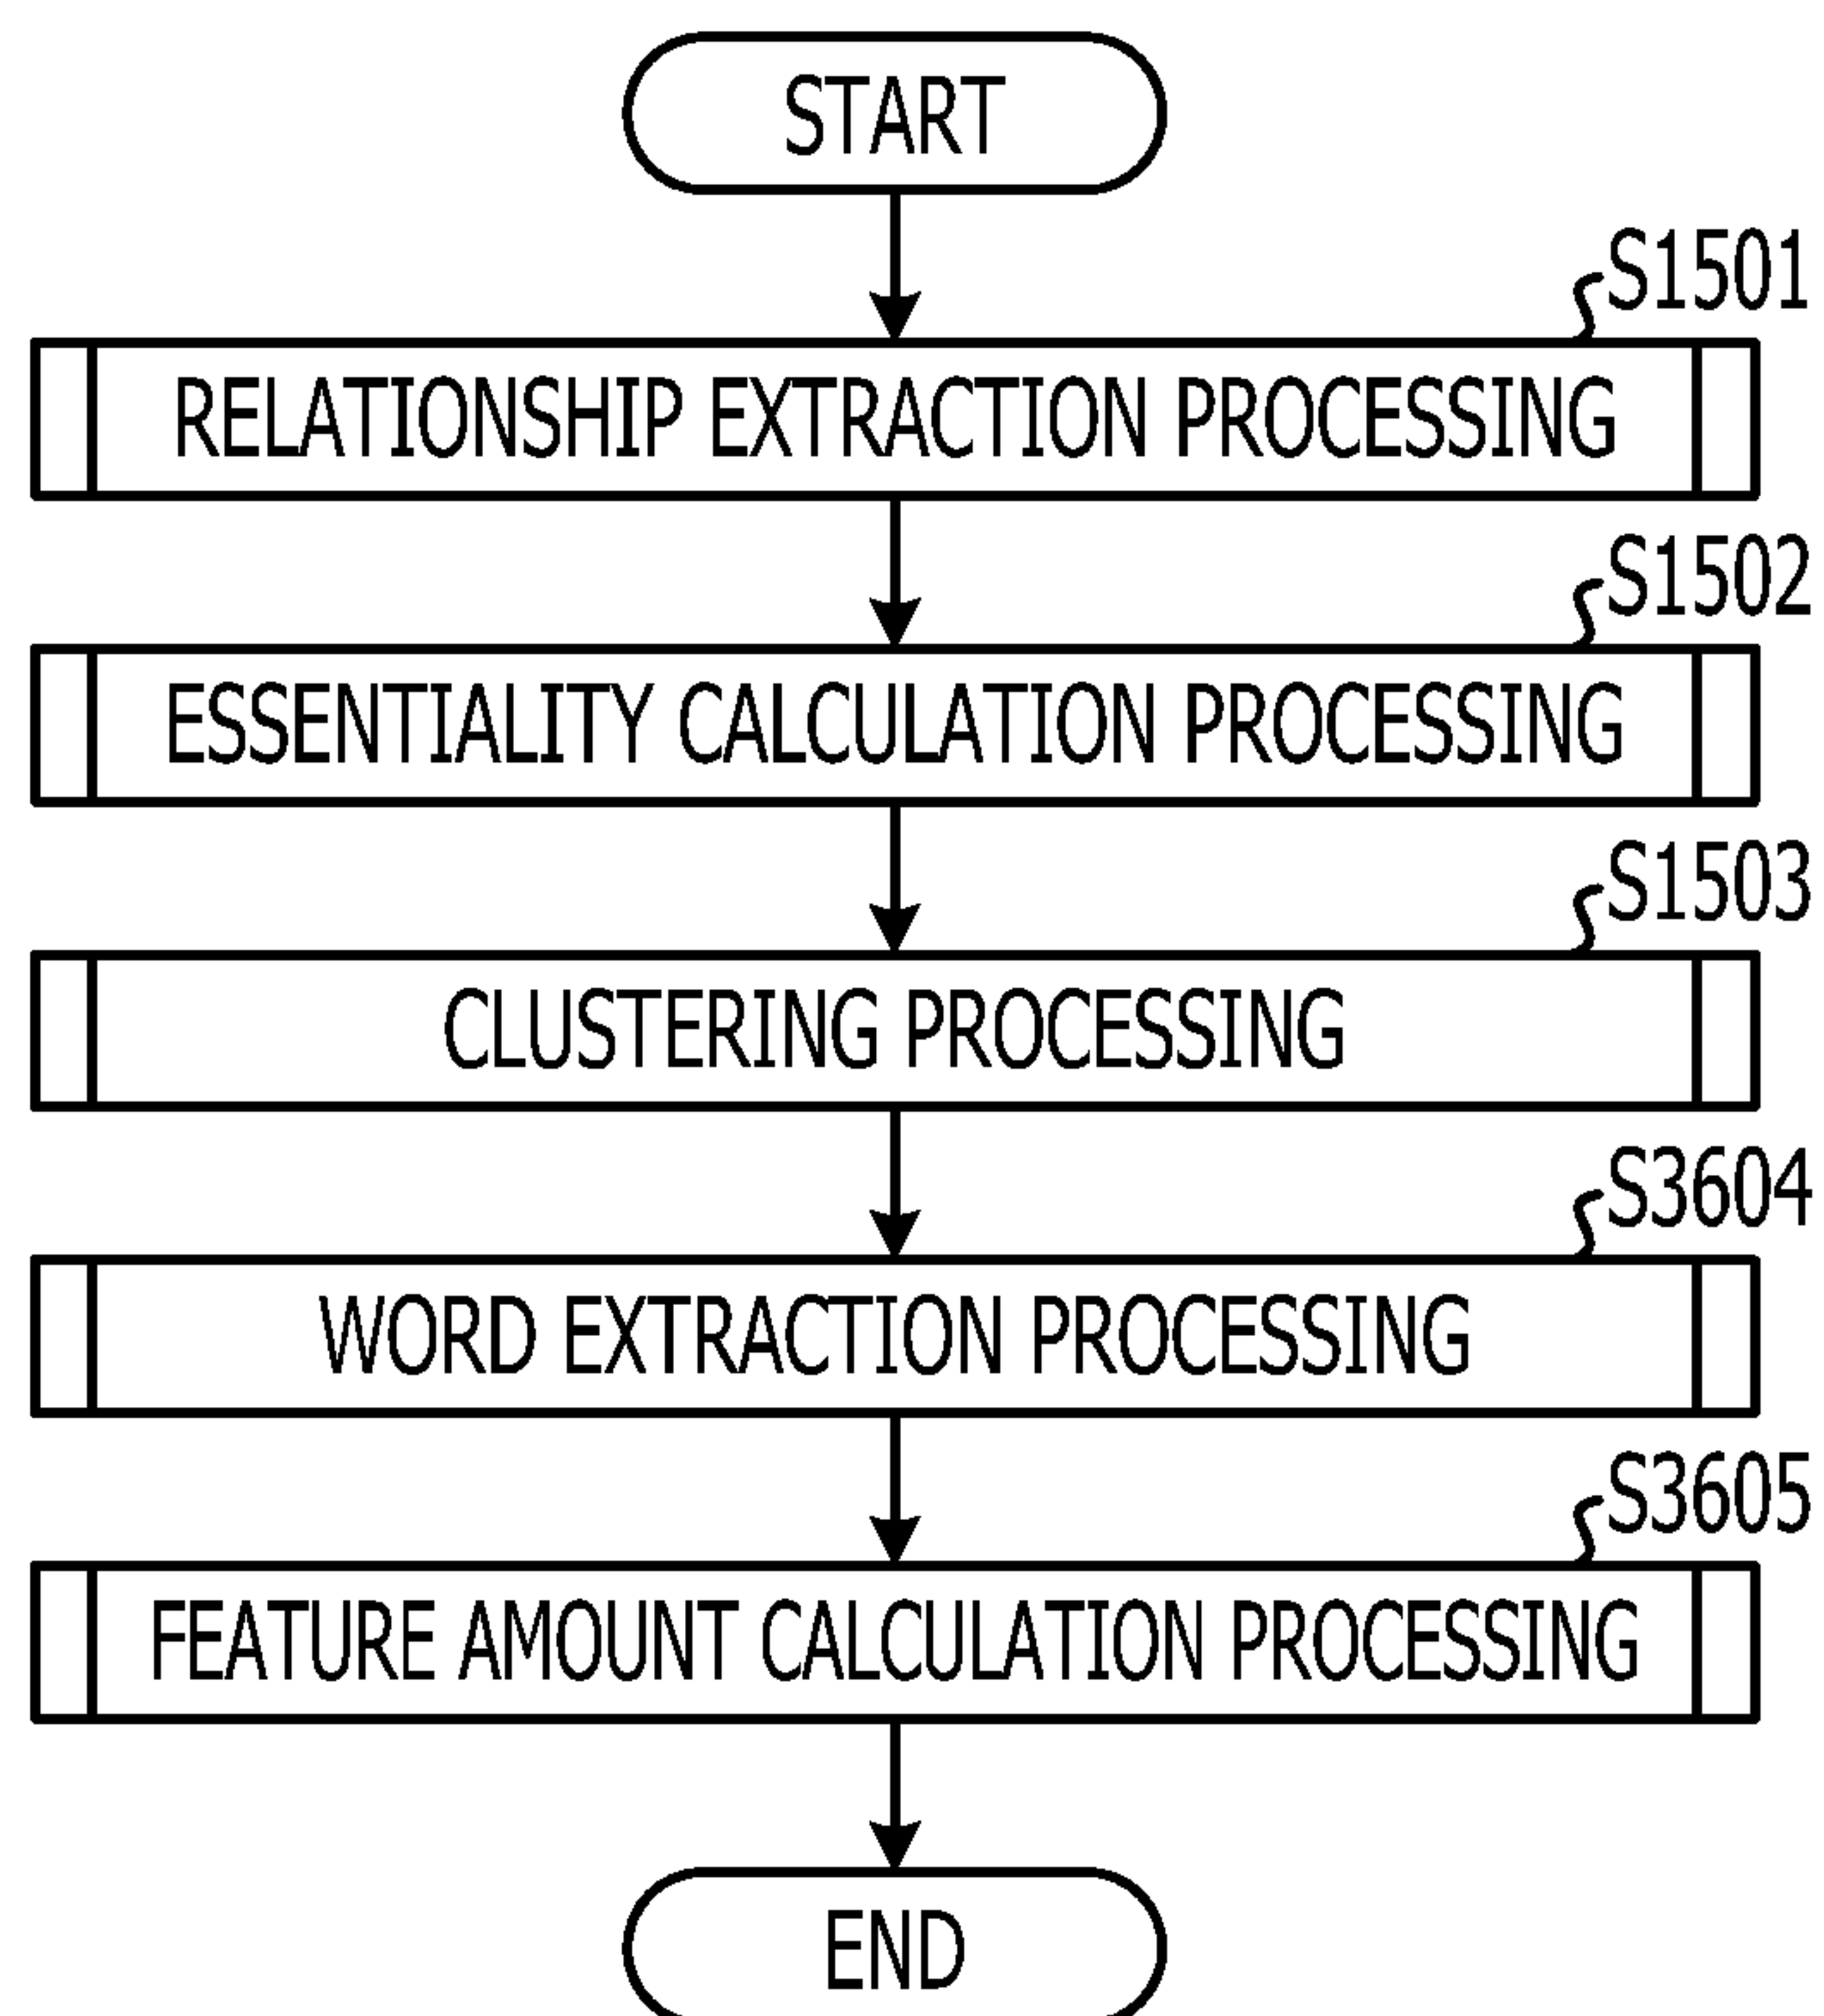 START
S1501
RELATIONSHIP EXTRACTION PROCESSING
S1502
ESSENTIALITY CALCULATION PROCESSING
S1503
CLUSTERING PROCESSING
S3604
WORD EXTRACTION PROCESSING
S3605
FEATURE AMOUNT CALCULATION PROCESSING
END